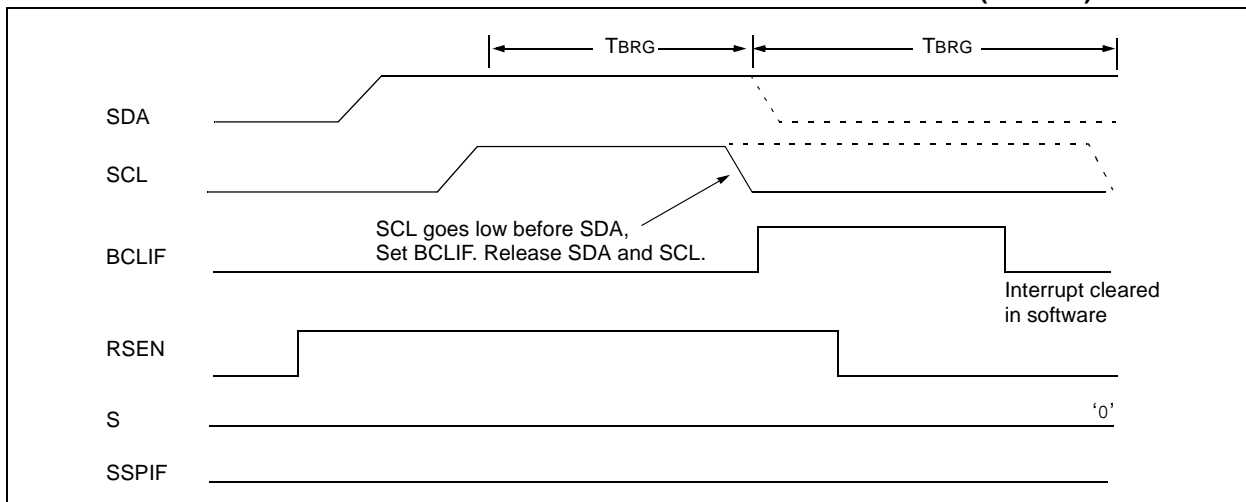 TBRG TBRG
SDA
SCL
SCL goes low before SDA,
Set BCLIF. Release SDA and SCL.
BCLIF
Interrupt cleared
in software
RSEN
S ‘0’
SSPIF